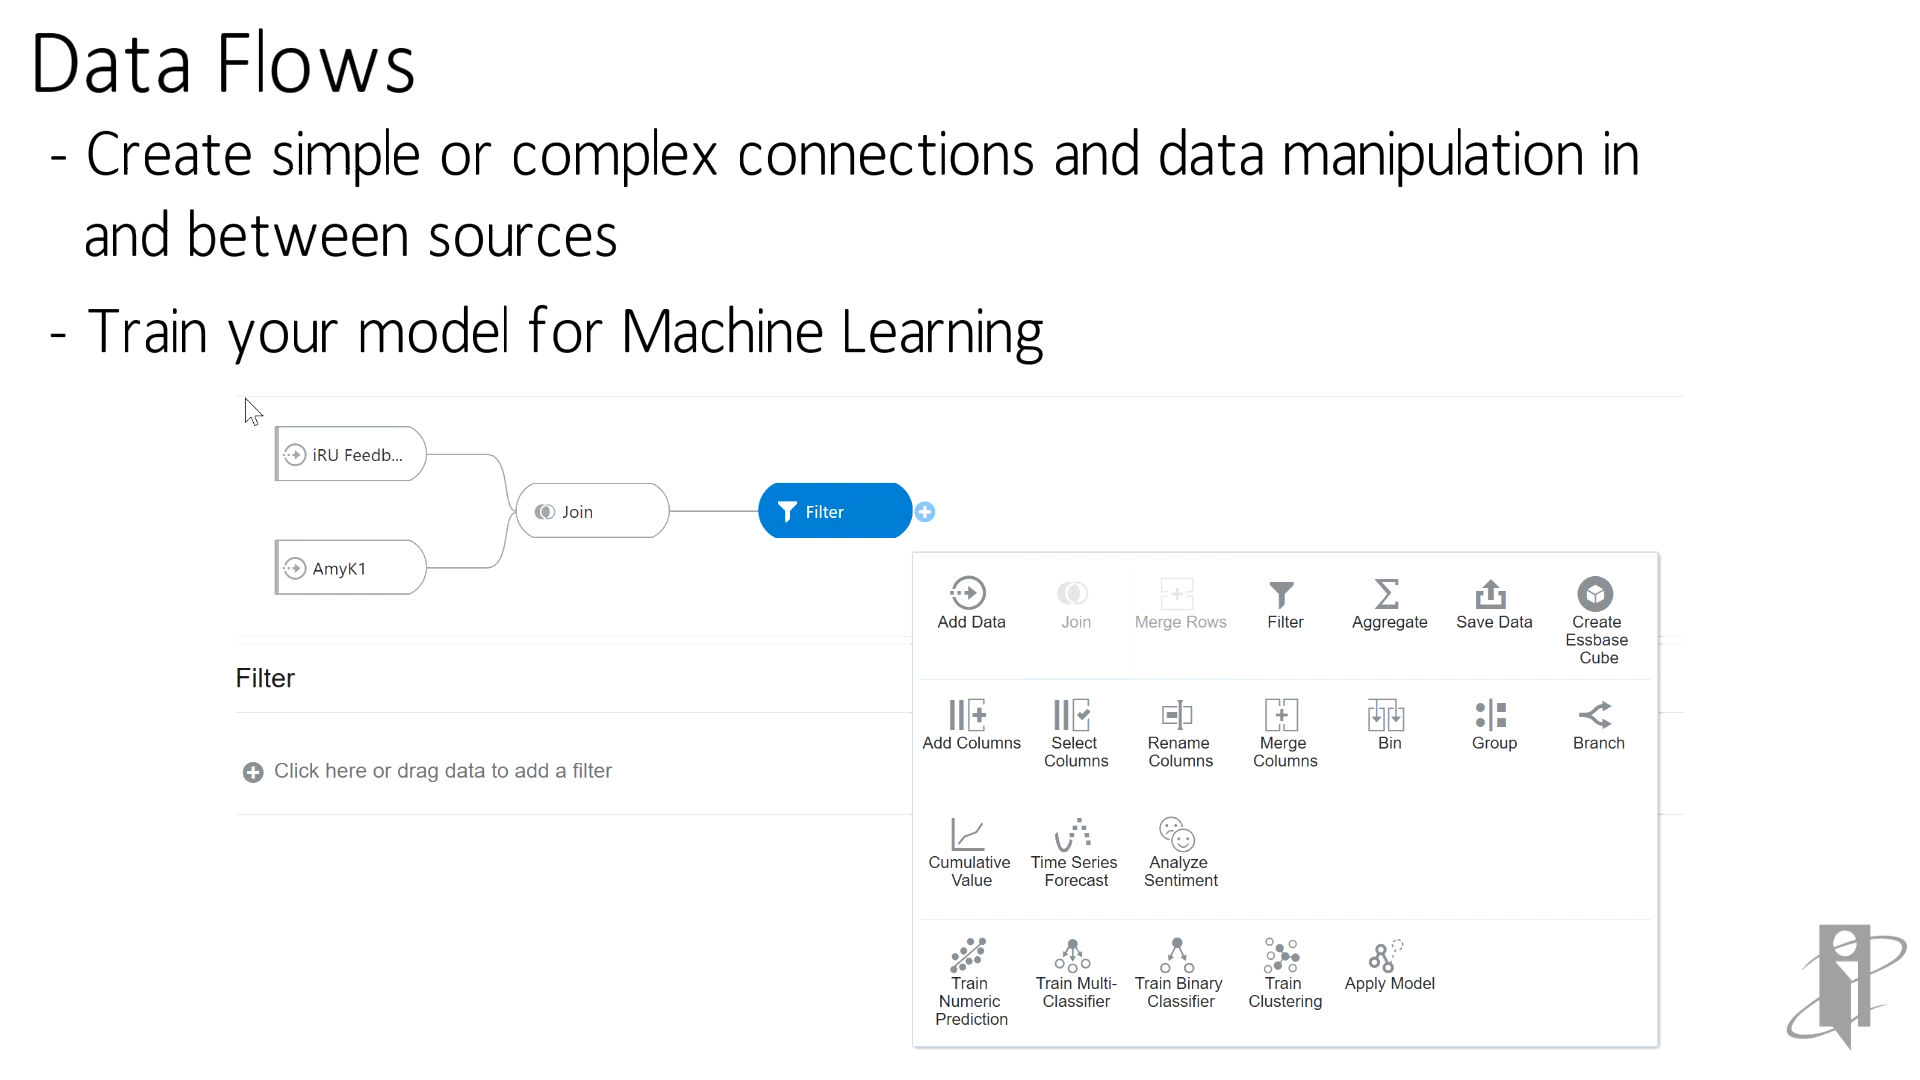 Data Flows
- Create simple or complex connections and data manipulation in
and between sources
- Train your model for Machine Learning
iRU Feedb...
Join
Filter
AmyK1
Add Data
Join
Merge Rows
Filter
Aggregate
Save Data
Create
Essbase
Cube
Filter
Add Columns
Select
Columns
Rename
Columns
Merge
Columns
Bin
Group
Branch
Click here or drag data to add a filter
Cumulative
Value
Time Series
Forecast
Analyze
Sentiment
Train
Numeric
Prediction
Train Multi-
Classifier
Train Binary
Classifier
Train
Clustering
Apply Model